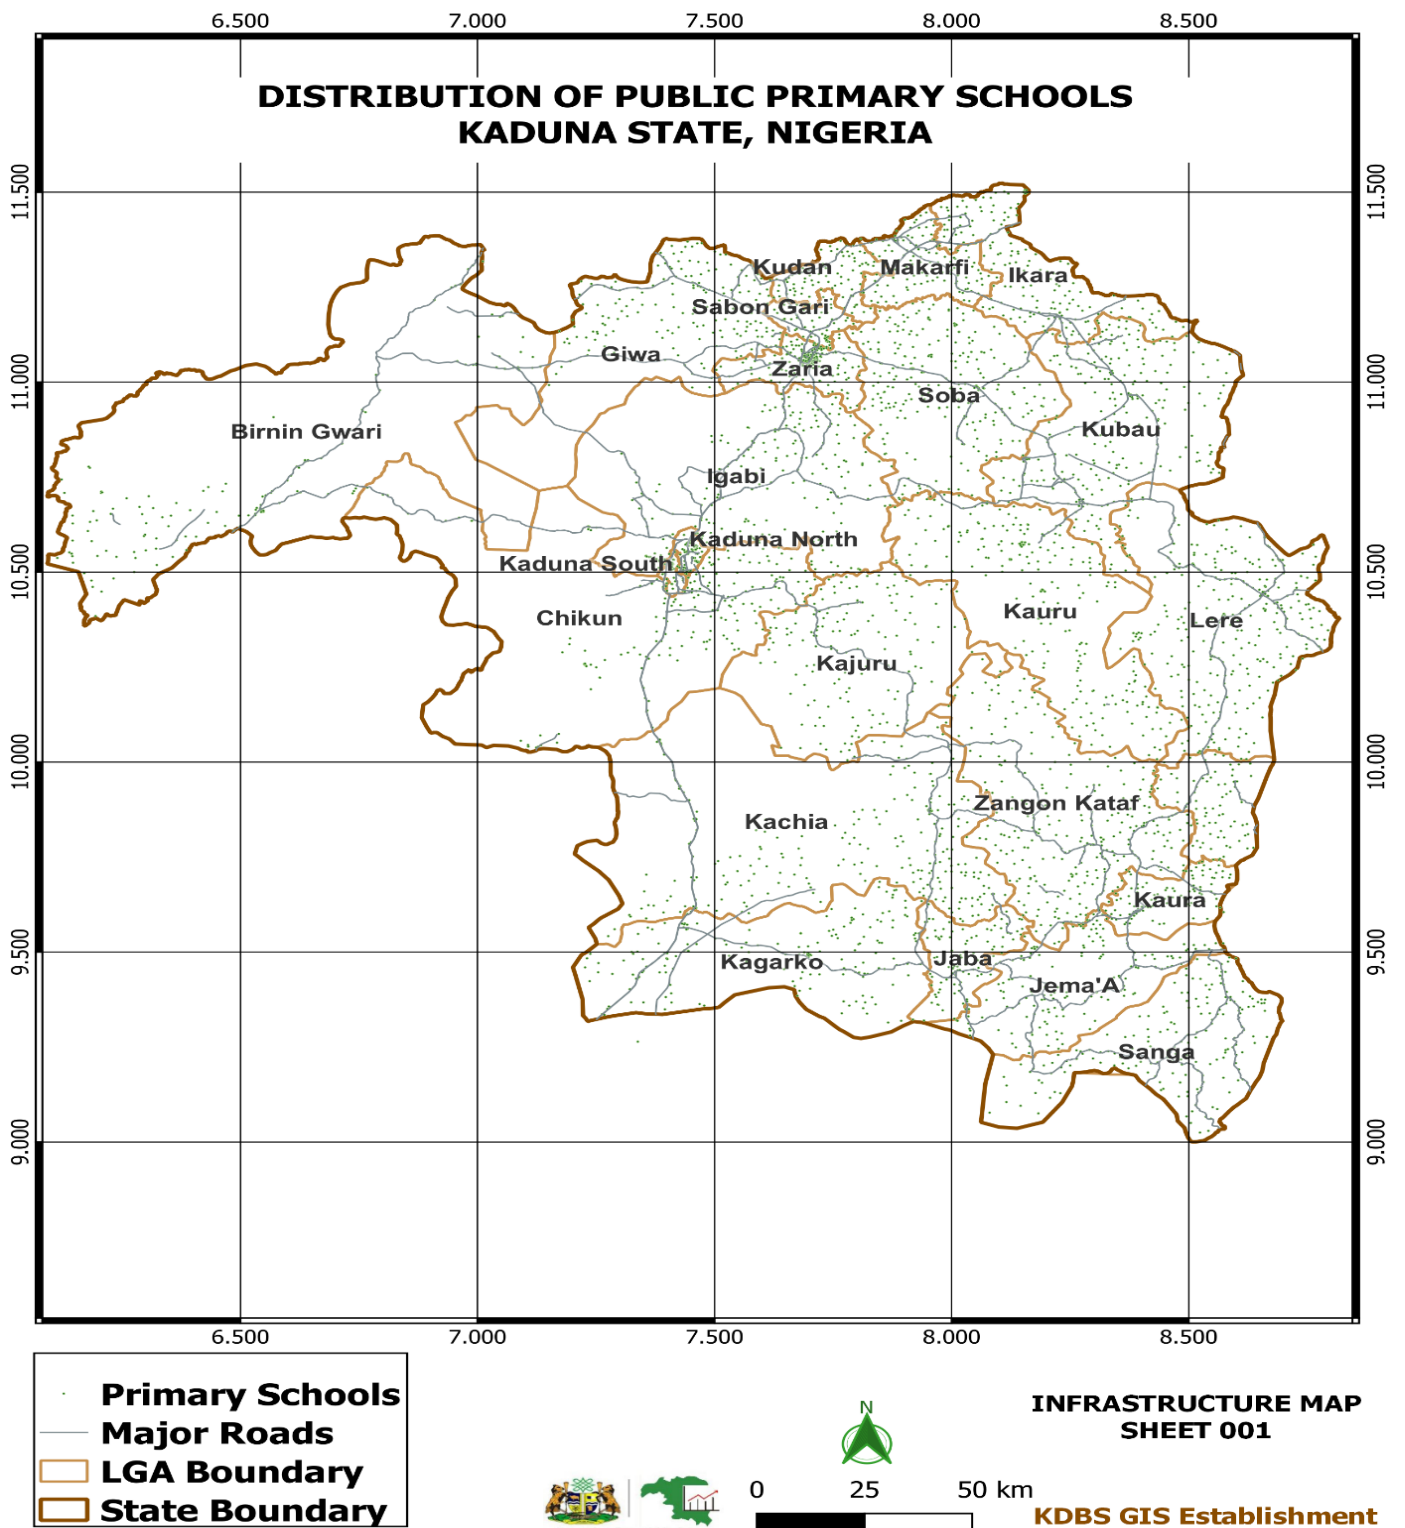 6.500 7.000 7.500 8.000 8.500
DISTRIBUTION OF PUBLIC PRIMARY SCHOOLS
KADUNA STATE, NIGERIA
11.500 11.500
Kudan Makarfi Ikara
Sabon Gari
Giwa
Zaria
11.000 11.000
Soba
Birnin Gwari Kubau
Igabi
Kaduna North
Kaduna South
10.500 10.500
Chikun Kauru Lere
Kajuru
10.000 10.000
Zangon Kataf
Kachia
Kaura
9.500 9.500
Kagarko Jaba
Jema'A
Sanga
9.000 9.000
6.500 7.000 7.500 8.000 8.500
Primary Schools
Major Roads
LGA Boundary
State Boundary
N
0 25 50 km
INFRASTRUCTURE MAP
SHEET 001
KDBS GIS Establishment